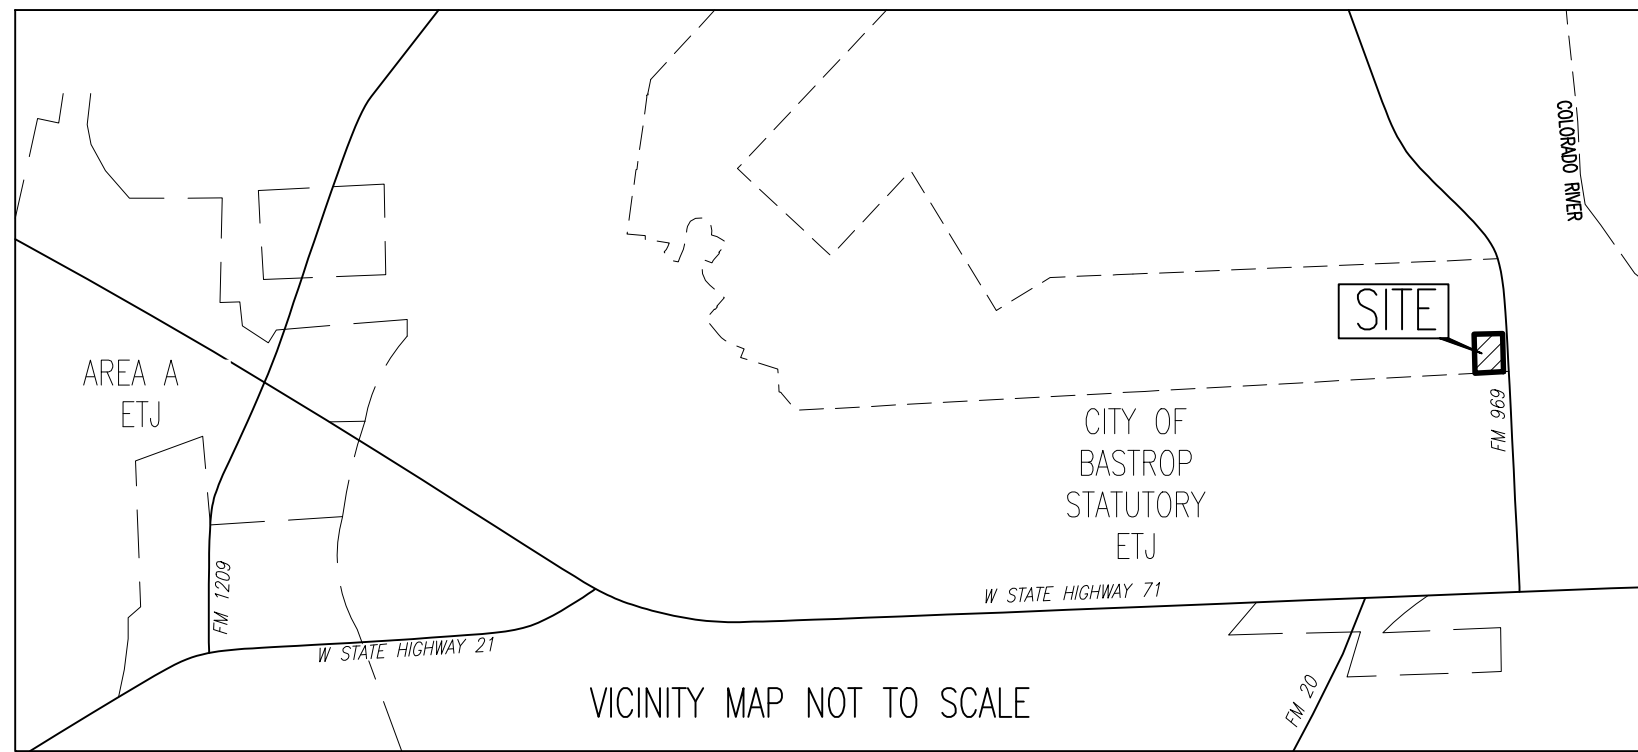 COLORADO RIVER
SITE
AREA A
ETJ
FM 969
CITY OF
BASTROP
STATUTORY
ETJ
FM 1209
W STATE HIGHWAY 71
W STATE HIGHWAY 21
FM 20
VICINITY MAP NOT TO SCALE